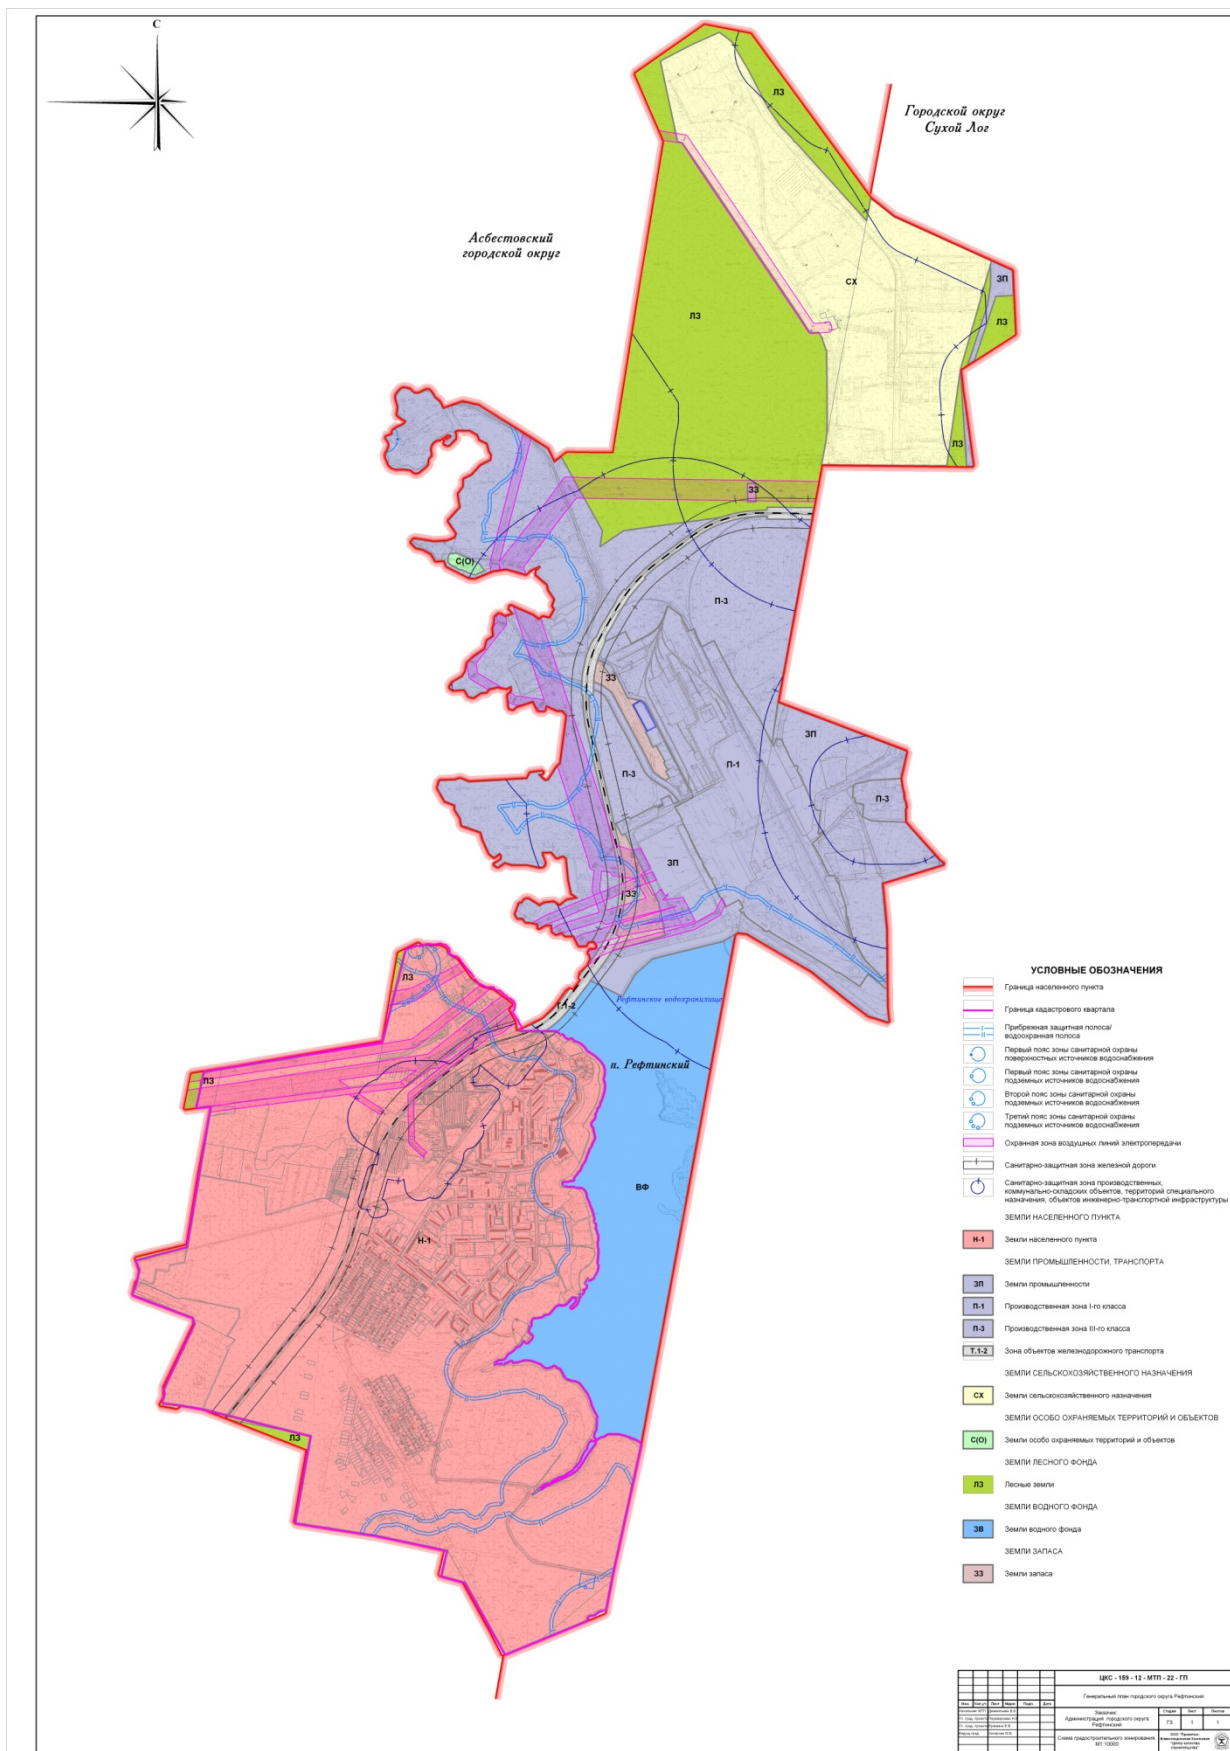 С
Городской округ
Сухой Лог
Асбестовский
городской округ
ЛЗ
СХ
ЗП
ЛЗ
ЛЗ
ЛЗ
ЗЗ
С(О)
П-3
ЗЗ
ЗП
П-1
П-3
П-3
ЗП
ЗЗ
ЛЗ
Т.1-2
Рефтинское водохранилище
п. Рефтинский
ЛЗ
Н
ВФ
Н-1
ЛЗ
УСЛОВНЫЕ ОБОЗНАЧЕНИЯ
Граница населенного пункта
Граница кадастрового квартала
Прибрежная защитная полоса/
водоохранная полоса
Первый пояс зоны санитарной охраны
поверхностных источников водоснабжения
Первый пояс зоны санитарной охраны
подземных источников водоснабжения
Второй пояс зоны санитарной охраны
подземных источников водоснабжения
Третий пояс зоны санитарной охраны
подземных источников водоснабжения
Охранная зона воздушных линий электропередачи
Санитарно-защитная зона железной дороги
Санитарно-защитная зона производственных,
коммунально-складских объектов, территорий специального
назначения, объектов инженерно-транспортной инфраструктуры
ЗЕМЛИ НАСЕЛЕННОГО ПУНКТА
Н-1 Земли населенного пункта
ЗЕМЛИ ПРОМЫШЛЕННОСТИ, ТРАНСПОРТА
ЗП Земли промышленности
П-1 Производственная зона I-го класса
П-3 Производственная зона III-го класса
Т.1-2 Зона объектов железнодорожного транспорта
ЗЕМЛИ СЕЛЬСКОХОЗЯЙСТВЕННОГО НАЗНАЧЕНИЯ
СХ Земли сельскохозяйственного назначения
ЗЕМЛИ ОСОБО ОХРАНЯЕМЫХ ТЕРРИТОРИЙ И ОБЪЕКТОВ
С(О) Земли особо охраняемых территорий и объектов
ЗЕМЛИ ЛЕСНОГО ФОНДА
ЛЗ Лесные земли
ЗЕМЛИ ВОДНОГО ФОНДА
ЗВ Земли водного фонда
ЗЕМЛИ ЗАПАСА
ЗЗ Земли запаса
ЦКС - 159 - 12 - МТП - 22 - ГП
Генеральный план городского округа Рефтинский
Заказчик:
Администрация городского округа
Рефтинский
Стадия Лист Листов
ГЗ 1 1
Схема градостроительного зонирования.
М1:10000